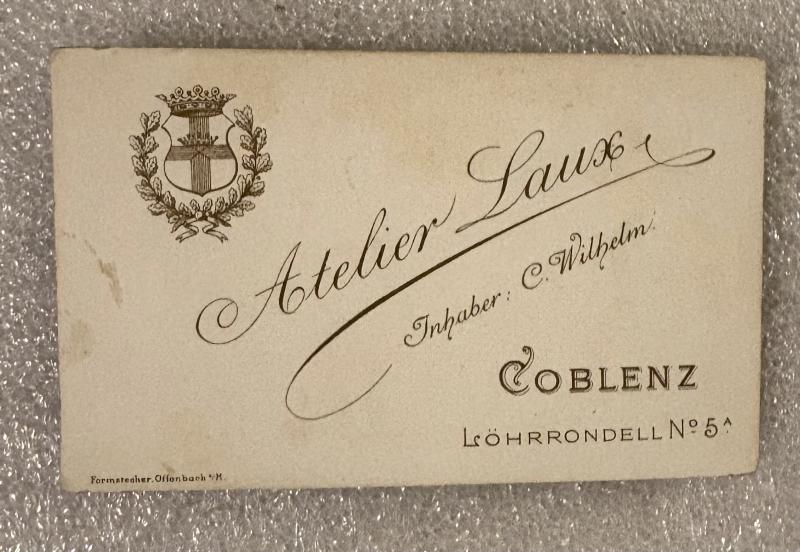 Atelier Laux
Inhaber: C. Wilhelm.
COBLENZ
LÖHRRONDELL No 5A
Formstecher, Offenbach a/M.